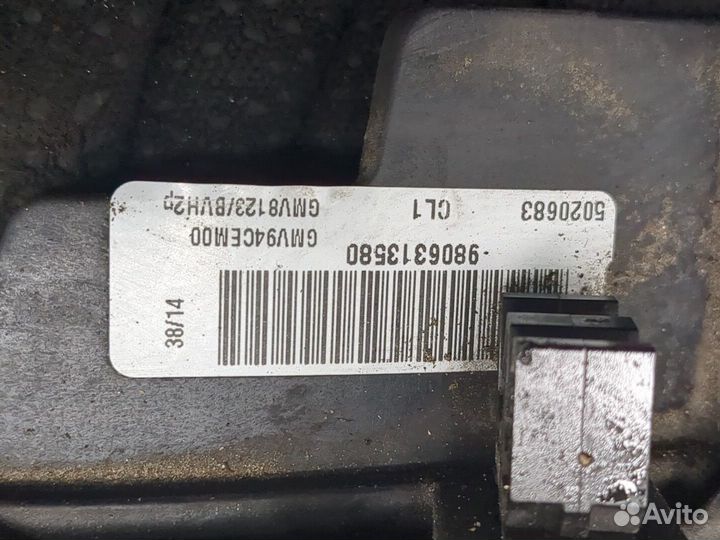 5020683 CL1 GMV8123/BVH2p
GMV94CEM00
9806313580
38/14
Avito